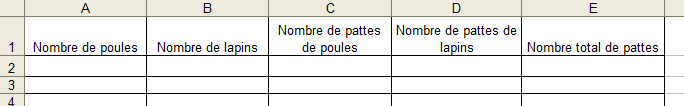 A B C D E
1 Nombre de poules Nombre de lapins Nombre de pattes de poules Nombre de pattes de lapins Nombre total de pattes
2
3
4